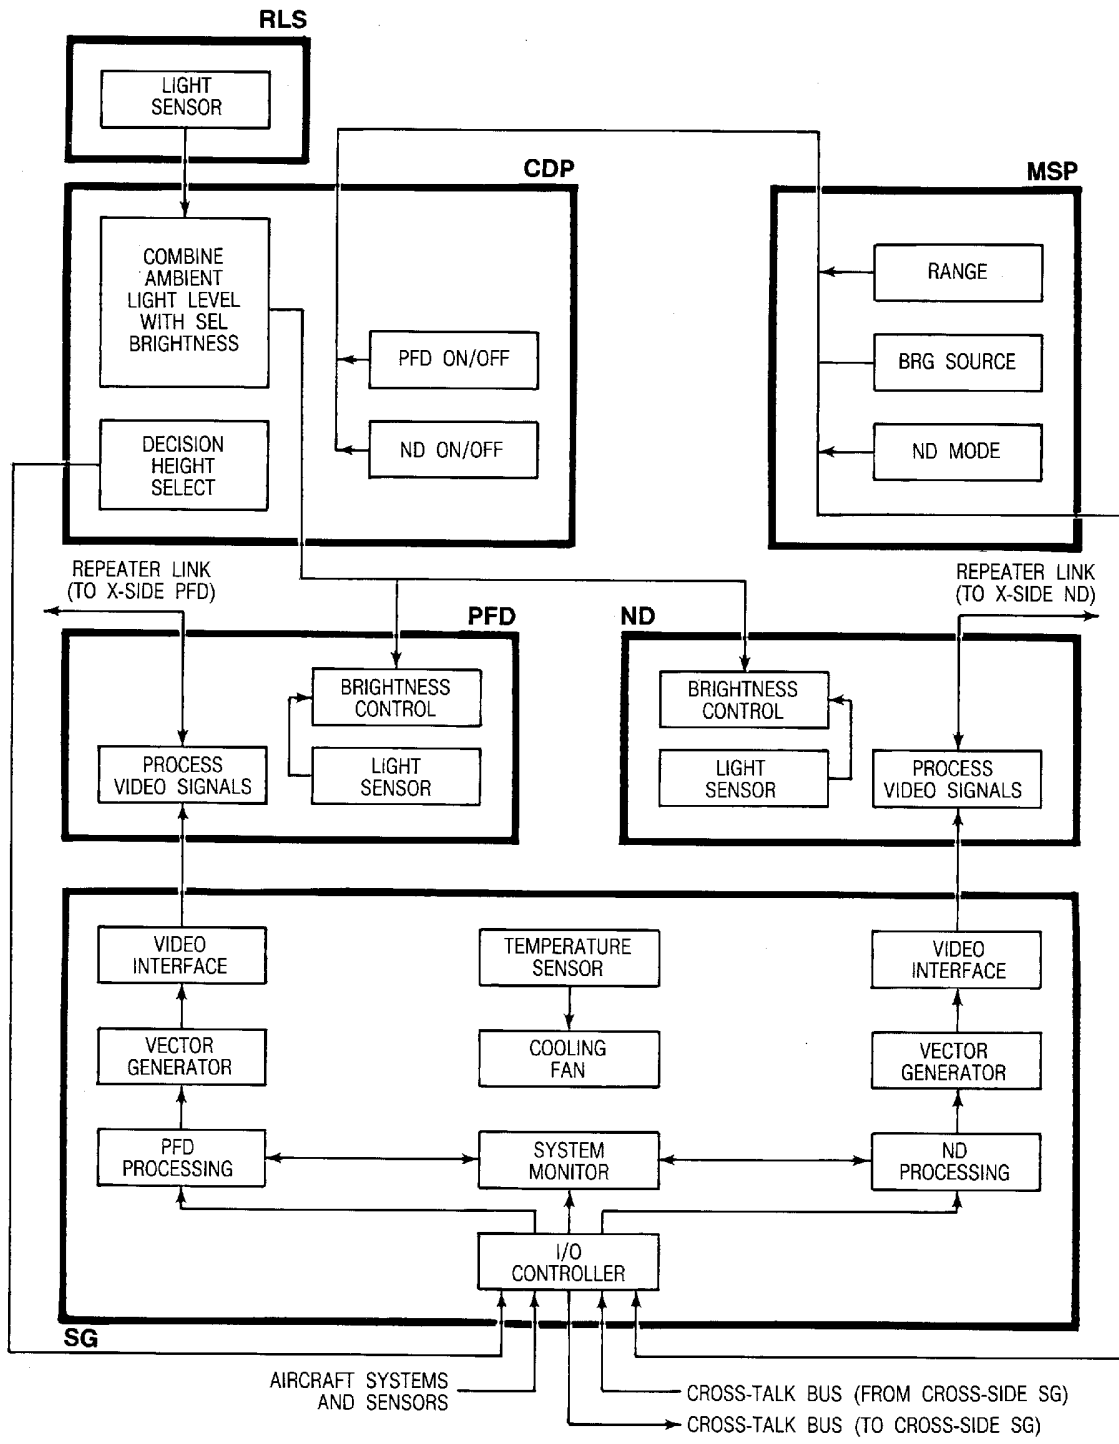 RLS
LIGHT
SENSOR
CDP
COMBINE
AMBIENT
LIGHT LEVEL
WITH SEL
BRIGHTNESS
PFD ON/OFF
ND ON/OFF
DECISION
HEIGHT
SELECT
MSP
RANGE
BRG SOURCE
ND MODE
REPEATER LINK
(TO X-SIDE PFD)
REPEATER LINK
(TO X-SIDE ND)
PFD
BRIGHTNESS
CONTROL
LIGHT
SENSOR
PROCESS
VIDEO SIGNALS
ND
BRIGHTNESS
CONTROL
LIGHT
SENSOR
PROCESS
VIDEO SIGNALS
VIDEO
INTERFACE
TEMPERATURE
SENSOR
VIDEO
INTERFACE
VECTOR
GENERATOR
COOLING
FAN
VECTOR
GENERATOR
PFD
PROCESSING
SYSTEM
MONITOR
ND
PROCESSING
I/O
CONTROLLER
SG
AIRCRAFT SYSTEMS
AND SENSORS
CROSS-TALK BUS (FROM CROSS-SIDE SG)
CROSS-TALK BUS (TO CROSS-SIDE SG)